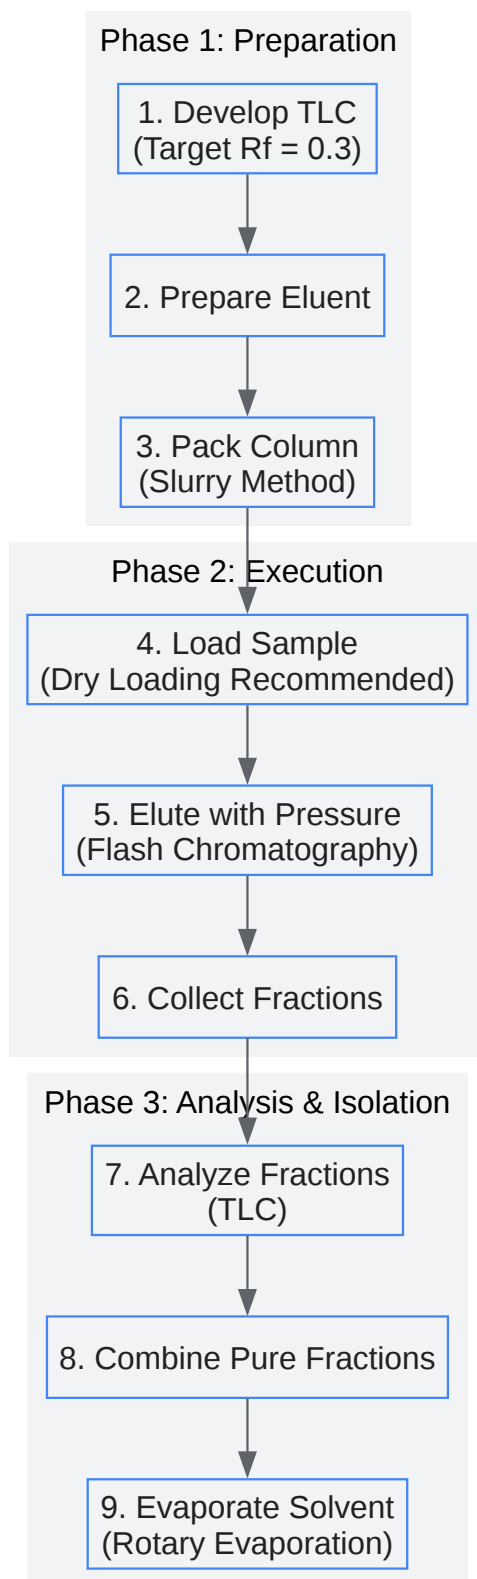 Phase 1: Preparation
1. Develop TLC
(Target Rf = 0.3)
2. Prepare Eluent
3. Pack Column
(Slurry Method)
Phase 2: Execution
4. Load Sample
(Dry Loading Recommended)
5. Elute with Pressure
(Flash Chromatography)
6. Collect Fractions
Phase 3: Analysis & Isolation
7. Analyze Fractions
(TLC)
8. Combine Pure Fractions
9. Evaporate Solvent
(Rotary Evaporation)